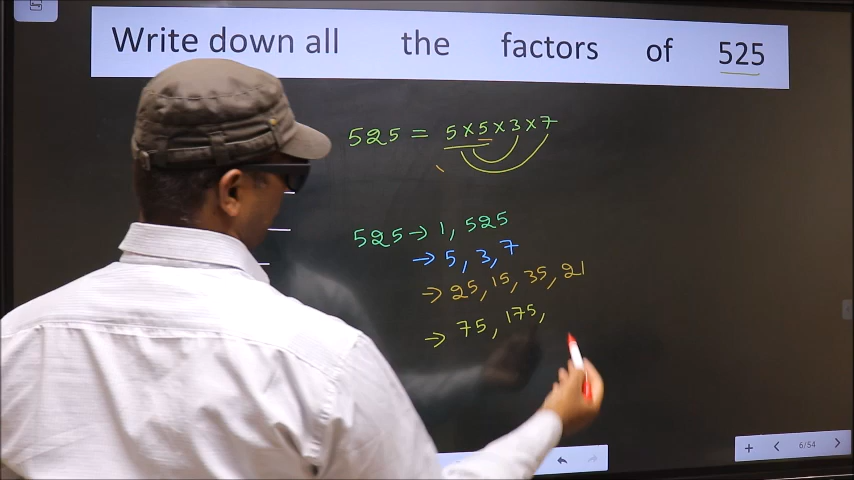 Write down all the factors of 525
525 = 5×5×3×7
525 → 1, 525
→ 5, 3, 7
→ 25, 15, 35, 21
→ 75, 175,
6/54